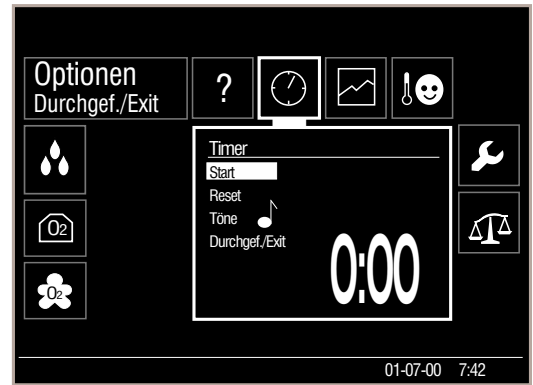 Optionen
Durchgef./Exit
?
Timer
Start
Reset
Töne
Durchgef./Exit
0:00
O2
O2
01-07-00 7:42